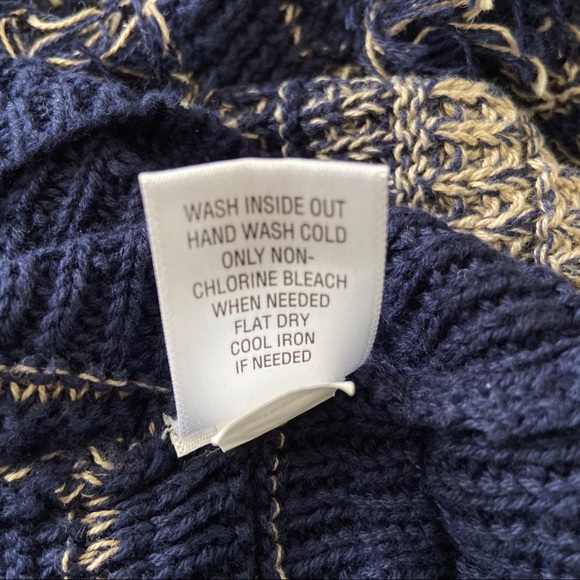 WASH INSIDE OUT
HAND WASH COLD
ONLY NON-
CHLORINE BLEACH
WHEN NEEDED
FLAT DRY
COOL IRON
IF NEEDED